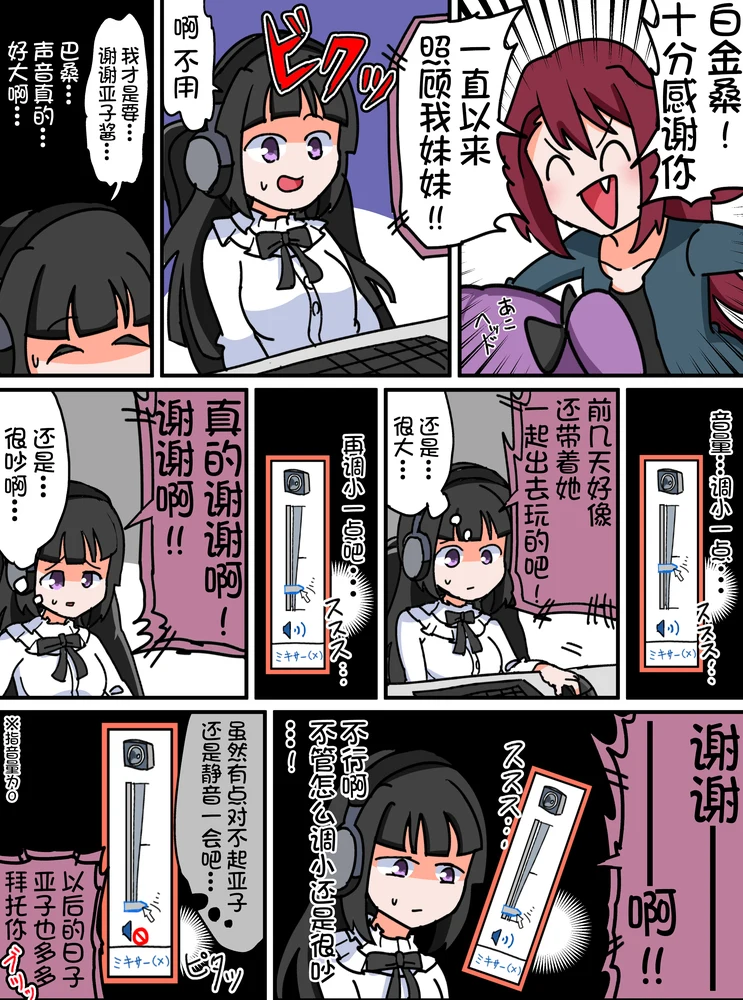 白金桑！
十分感谢你
一直以来
照顾我妹妹!!
あこ
ヘッド
ビクッ
啊 不用
我才是要…
谢谢亚子酱…
巴桑…
声音真的…
好大啊…
音量…调小一点…
ススス…
ミキサー(X)
前几天好像
还带着她
一起出去玩的吧！
还是…
很大…
再调小一点吧…
ススス…
ミキサー(X)
真的谢谢啊！
谢谢啊!!
还是…
很吵啊…
谢谢——
——啊!!
ススス…
ミキサー(X)
不行啊
不管怎么调小还是很吵
…！
虽然有点对不起亚子
还是静音一会吧…
ピタッ
ミキサー(X)
※指音量为0
以后的日子
亚子也多多
拜托你
ブツッ